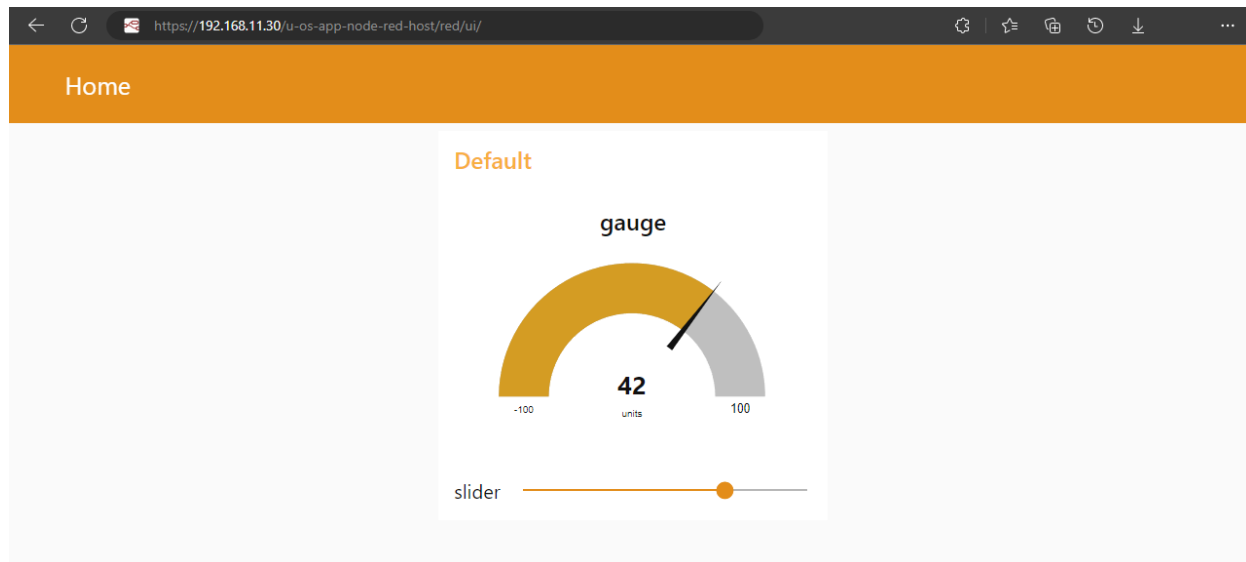 https://192.168.11.30/u-os-app-node-red-host/red/ui/
Home
Default
gauge
42
-100
units
100
slider